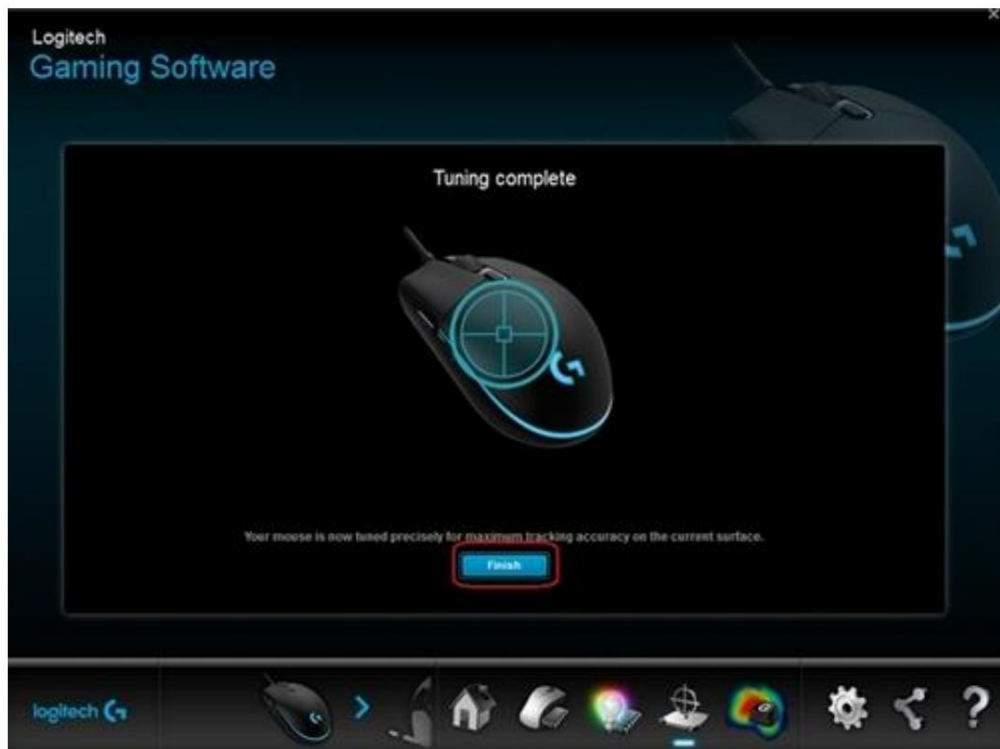 Logitech
Gaming Software
Tuning complete
Your mouse is now tuned precisely for maximum tracking accuracy on the current surface.
Finish
logitech G
?